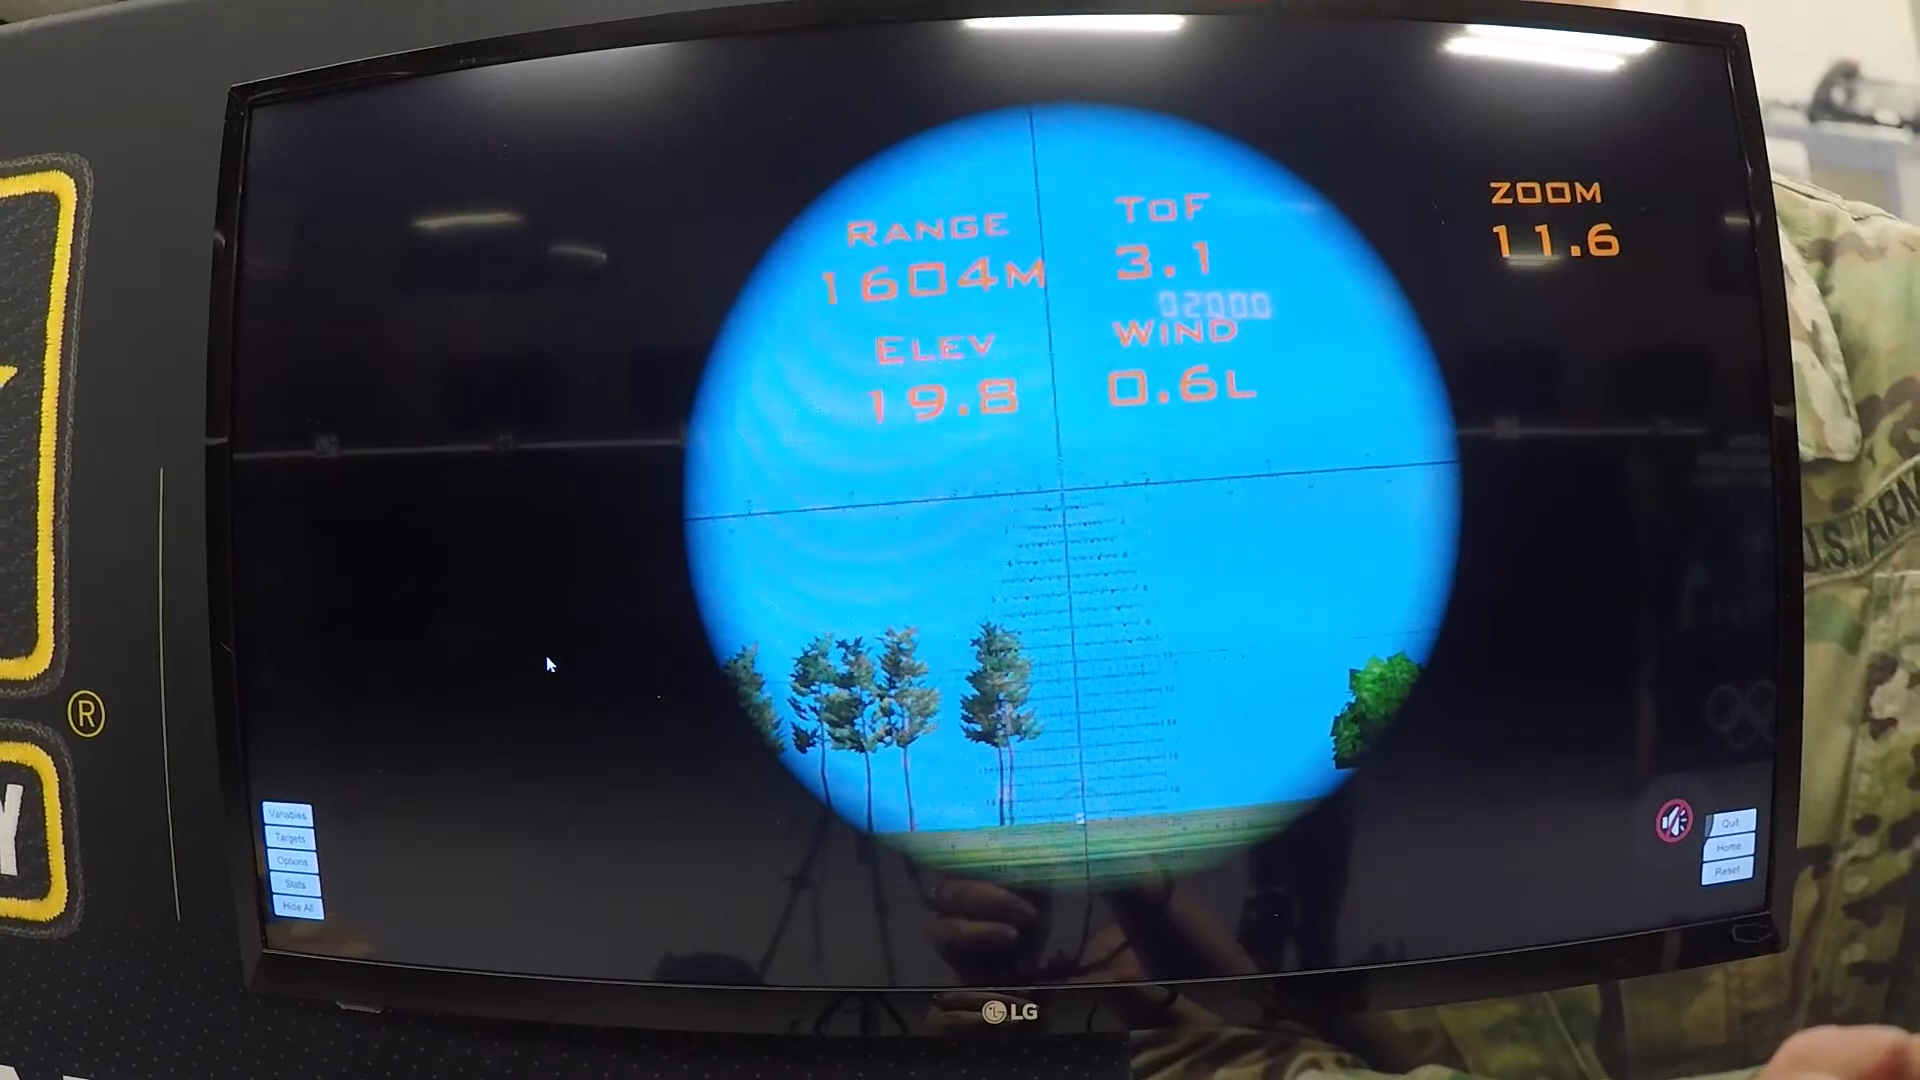 RANGE
1604M
TOF
3.1
ELEV
19.8
WIND
0.6L
ZOOM
11.6
Variables
Targets
Options
Stats
Hide All
Quit
Home
Reset
LG
®
Y
U.S. ARM